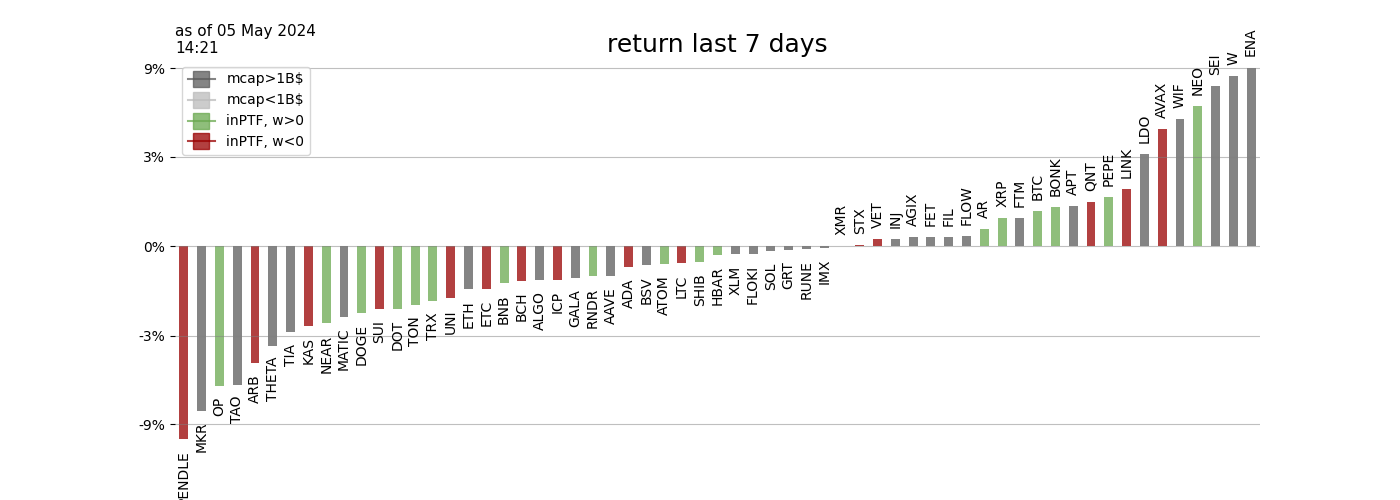 as of 05 May 2024
14:21
return last 7 days
mcap>1B$
mcap<1B$
inPTF, w>0
inPTF, w<0
9%
3%
0%
-3%
-9%
ENDLE
MKR
OP
TAO
ARB
THETA
TIA
KAS
NEAR
MATIC
DOGE
SUI
DOT
TON
TRX
UNI
ETH
ETC
BNB
BCH
ALGO
ICP
GALA
RNDR
AAVE
ADA
BSV
ATOM
LTC
SHIB
HBAR
XLM
FLOKI
SOL
GRT
RUNE
IMX
XMR
STX
VET
INJ
AGIX
FET
FIL
FLOW
AR
XRP
FTM
BTC
BONK
APT
QNT
PEPE
LINK
LDO
AVAX
WIF
NEO
SEI
W
ENA